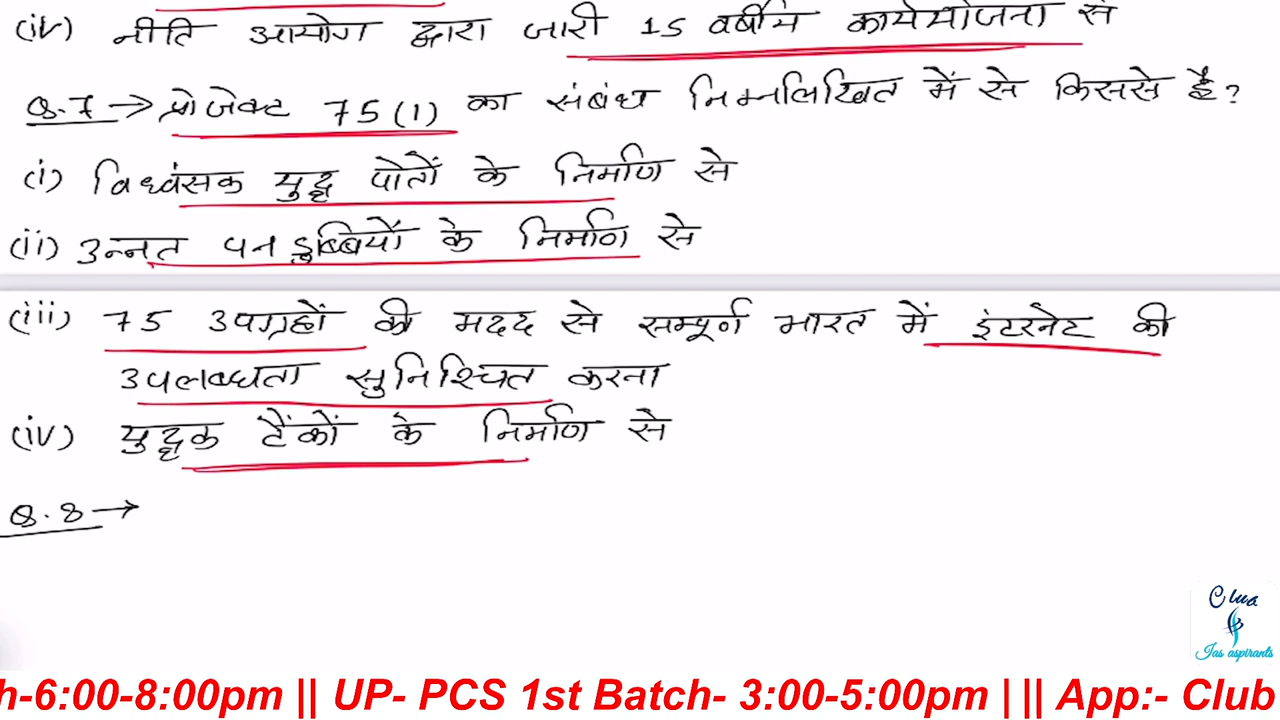 (iv) नीति आयोग द्वारा जारी 15 वर्षीय कार्ययोजना से
Q.7 → प्रोजेक्ट 75(1) का संबंध निम्नलिखित में से किससे है?
(i) विध्वंसक युद्ध पोतों के निर्माण से
(ii) उन्नत पनडुब्बियों के निर्माण से
(iii) 75 उपग्रहों की मदद से सम्पूर्ण भारत में इंटरनेट की
उपलब्धता सुनिश्चित करना
(iv) युद्धक टैंकों के निर्माण से
Q.8 →
Club
Ias aspirants
h-6:00-8:00pm || UP- PCS 1st Batch- 3:00-5:00pm | || App:- Club